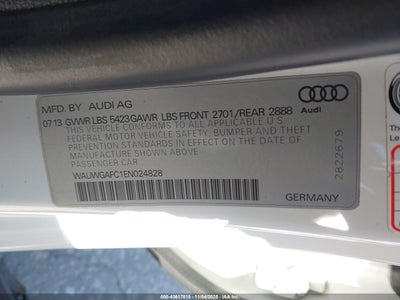 MFD. BY AUDI AG
07 13 GVWR LBS 5423GAWR LBS FRONT 2701/REAR 2888
THIS VEHICLE CONFORMS TO ALL APPLICABLE U.S
FEDERAL MOTOR VEHICLE SAFETY, BUMPER AND THEFT
PREVENTION STANDARDS IN EFFECT ON THE DATE OF
MANUFACTURE SHOWN ABOVE
PASSENGER CAR
WAUWGAFC1EN024828
GERMANY
Audi
2822679
000-43617815 - 11/04/2025 - IAA Inc.